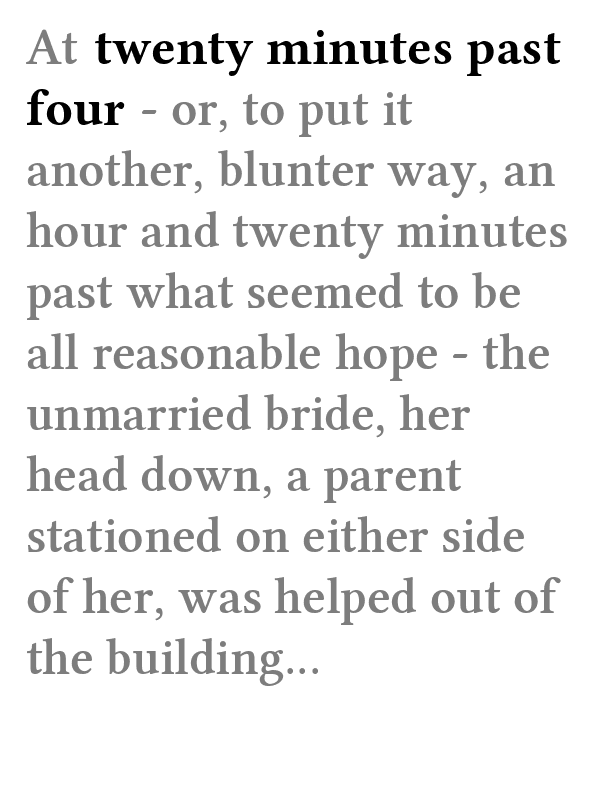 At twenty minutes past
four - or, to put it
another, blunter way, an
hour and twenty minutes
past what seemed to be
all reasonable hope - the
unmarried bride, her
head down, a parent
stationed on either side
of her, was helped out of
the building...